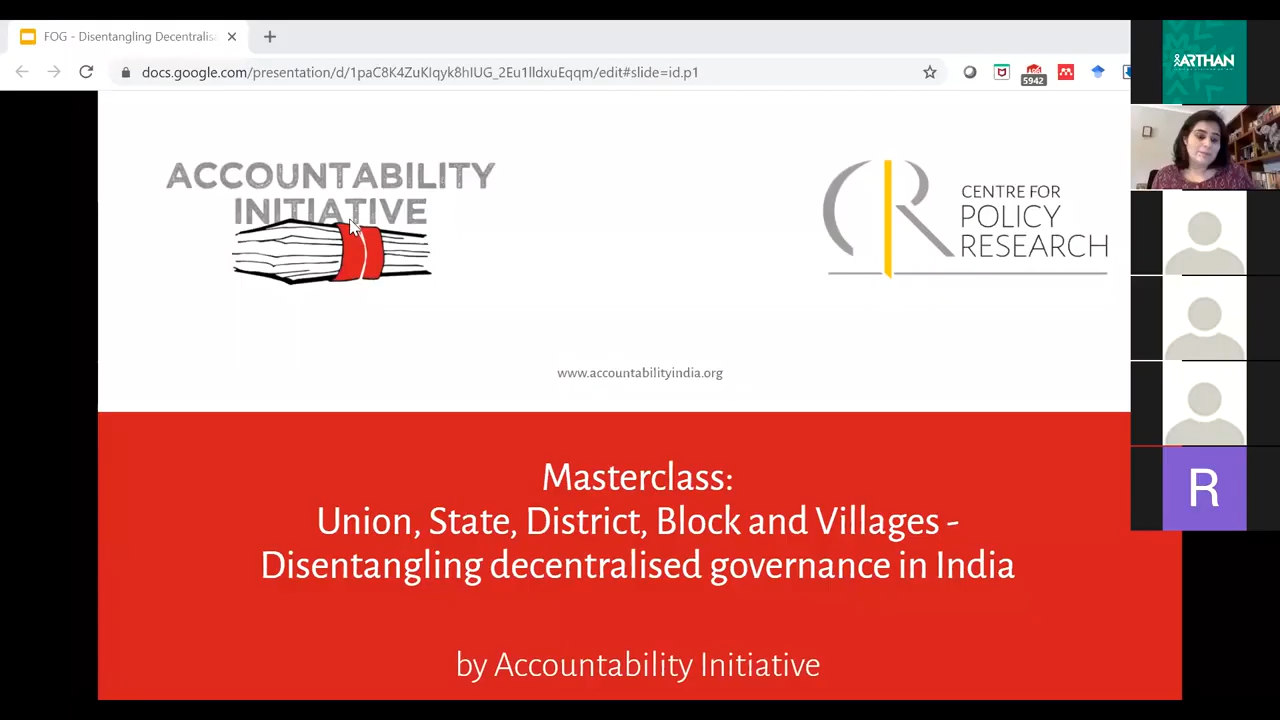 FOG - Disentangling Decentralis
docs.google.com/presentation/d/
/edit#slide=id.p1
5942
ARTHAN
ACCOUNTABILITY
INITIATIVE
CENTRE FOR
POLICY
RESEARCH
www.accountabilityindia.org
Masterclass:
Union, State, District, Block and Villages -
Disentangling decentralised governance in India
by Accountability Initiative
R